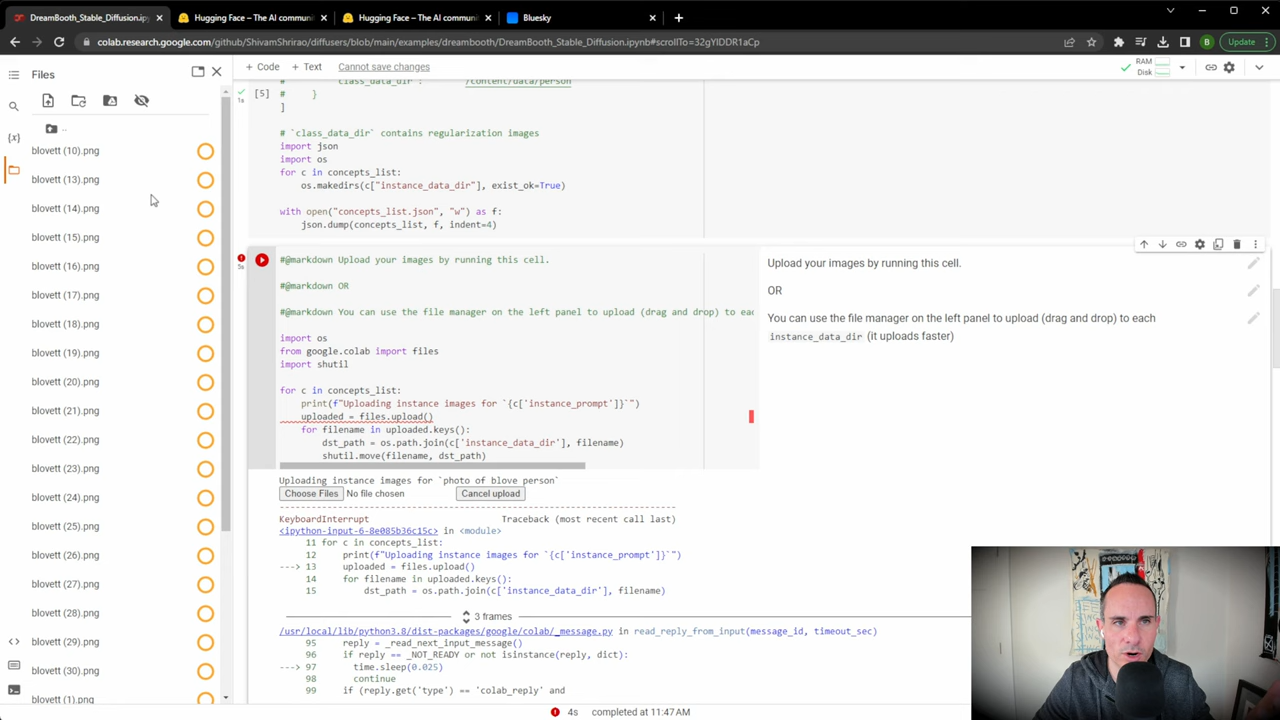 DreamBooth_Stable_Diffusion.ipy
Hugging Face – The AI communi
Hugging Face – The AI communi
Bluesky
colab.research.google.com/github/ShivamShrirao/diffusers/blob/main/examples/dreambooth/DreamBooth_Stable_Diffusion.ipynb#scrollTo=32gYIDDR1aCp
B
Update
Files
+ Code + Text Cannot save changes
RAM
Disk
..
blovett (10).png
blovett (13).png
blovett (14).png
blovett (15).png
blovett (16).png
blovett (17).png
blovett (18).png
blovett (19).png
blovett (20).png
blovett (21).png
blovett (22).png
blovett (23).png
blovett (24).png
blovett (25).png
blovett (26).png
blovett (27).png
blovett (28).png
blovett (29).png
blovett (30).png
blovett (1).png
{x}
# "class_data_dir": "/content/data/person
[5] # }
1s
]
# `class_data_dir` contains regularization images
import json
import os
for c in concepts_list:
os.makedirs(c["instance_data_dir"], exist_ok=True)
with open("concepts_list.json", "w") as f:
json.dump(concepts_list, f, indent=4)
5s
#@markdown Upload your images by running this cell.
#@markdown OR
#@markdown You can use the file manager on the left panel to upload (drag and drop) to eac
import os
from google.colab import files
import shutil
for c in concepts_list:
print(f"Uploading instance images for `{c['instance_prompt']}`")
uploaded = files.upload()
for filename in uploaded.keys():
dst_path = os.path.join(c['instance_data_dir'], filename)
shutil.move(filename, dst_path)
Upload your images by running this cell.
OR
You can use the file manager on the left panel to upload (drag and drop) to each
instance_data_dir (it uploads faster)
Uploading instance images for `photo of blove person`
Choose Files No file chosen Cancel upload
---------------------------------------------------------------------------
KeyboardInterrupt Traceback (most recent call last)
<ipython-input-6-8e085b36c15c> in <module>
11 for c in concepts_list:
12 print(f"Uploading instance images for `{c['instance_prompt']}`")
---> 13 uploaded = files.upload()
14 for filename in uploaded.keys():
15 dst_path = os.path.join(c['instance_data_dir'], filename)
3 frames
/usr/local/lib/python3.8/dist-packages/google/colab/_message.py in read_reply_from_input(message_id, timeout_sec)
95 reply = _read_next_input_message()
96 if reply == _NOT_READY or not isinstance(reply, dict):
---> 97 time.sleep(0.025)
98 continue
99 if (reply.get('type') == 'colab_reply' and
4s completed at 11:47AM